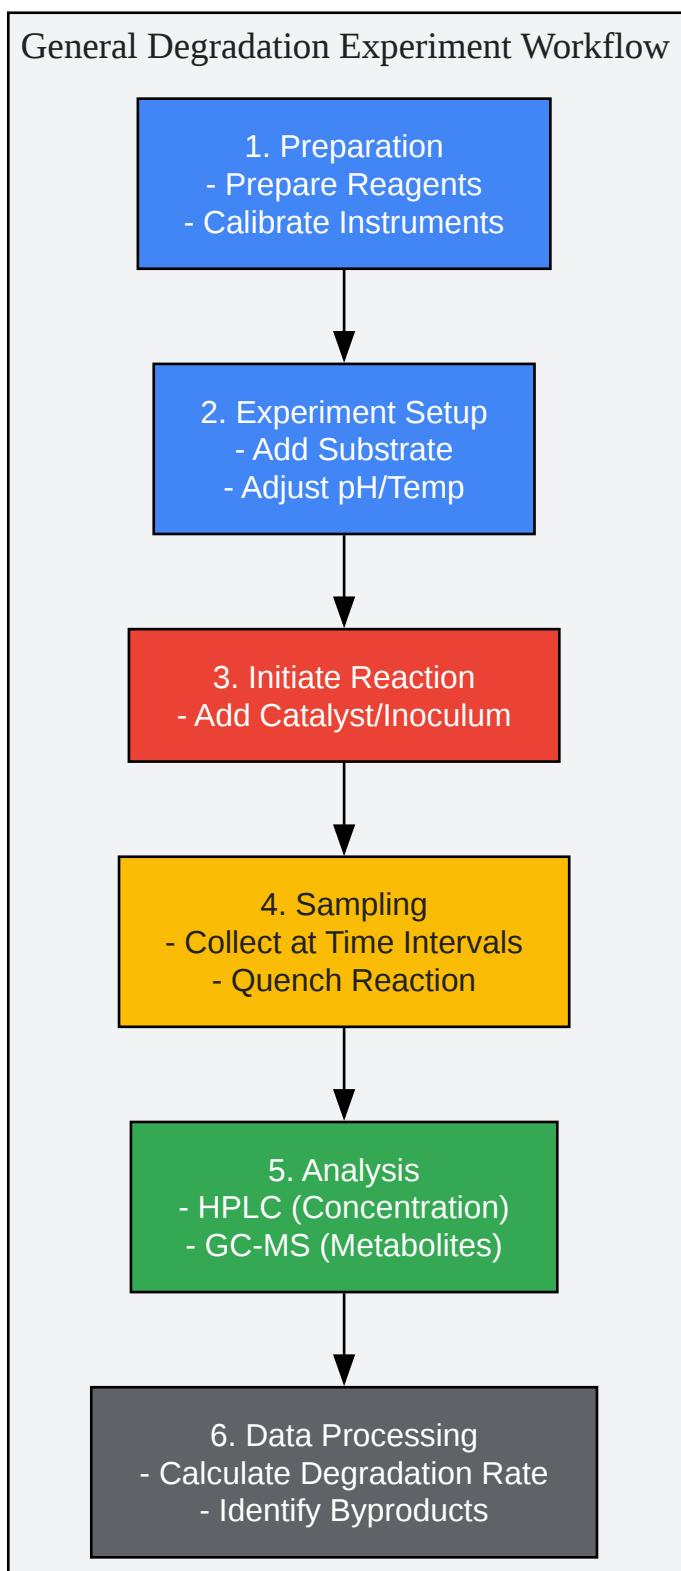 General Degradation Experiment Workflow
1. Preparation
- Prepare Reagents
- Calibrate Instruments
2. Experiment Setup
- Add Substrate
- Adjust pH/Temp
3. Initiate Reaction
- Add Catalyst/Inoculum
4. Sampling
- Collect at Time Intervals
- Quench Reaction
5. Analysis
- HPLC (Concentration)
- GC-MS (Metabolites)
6. Data Processing
- Calculate Degradation Rate
- Identify Byproducts